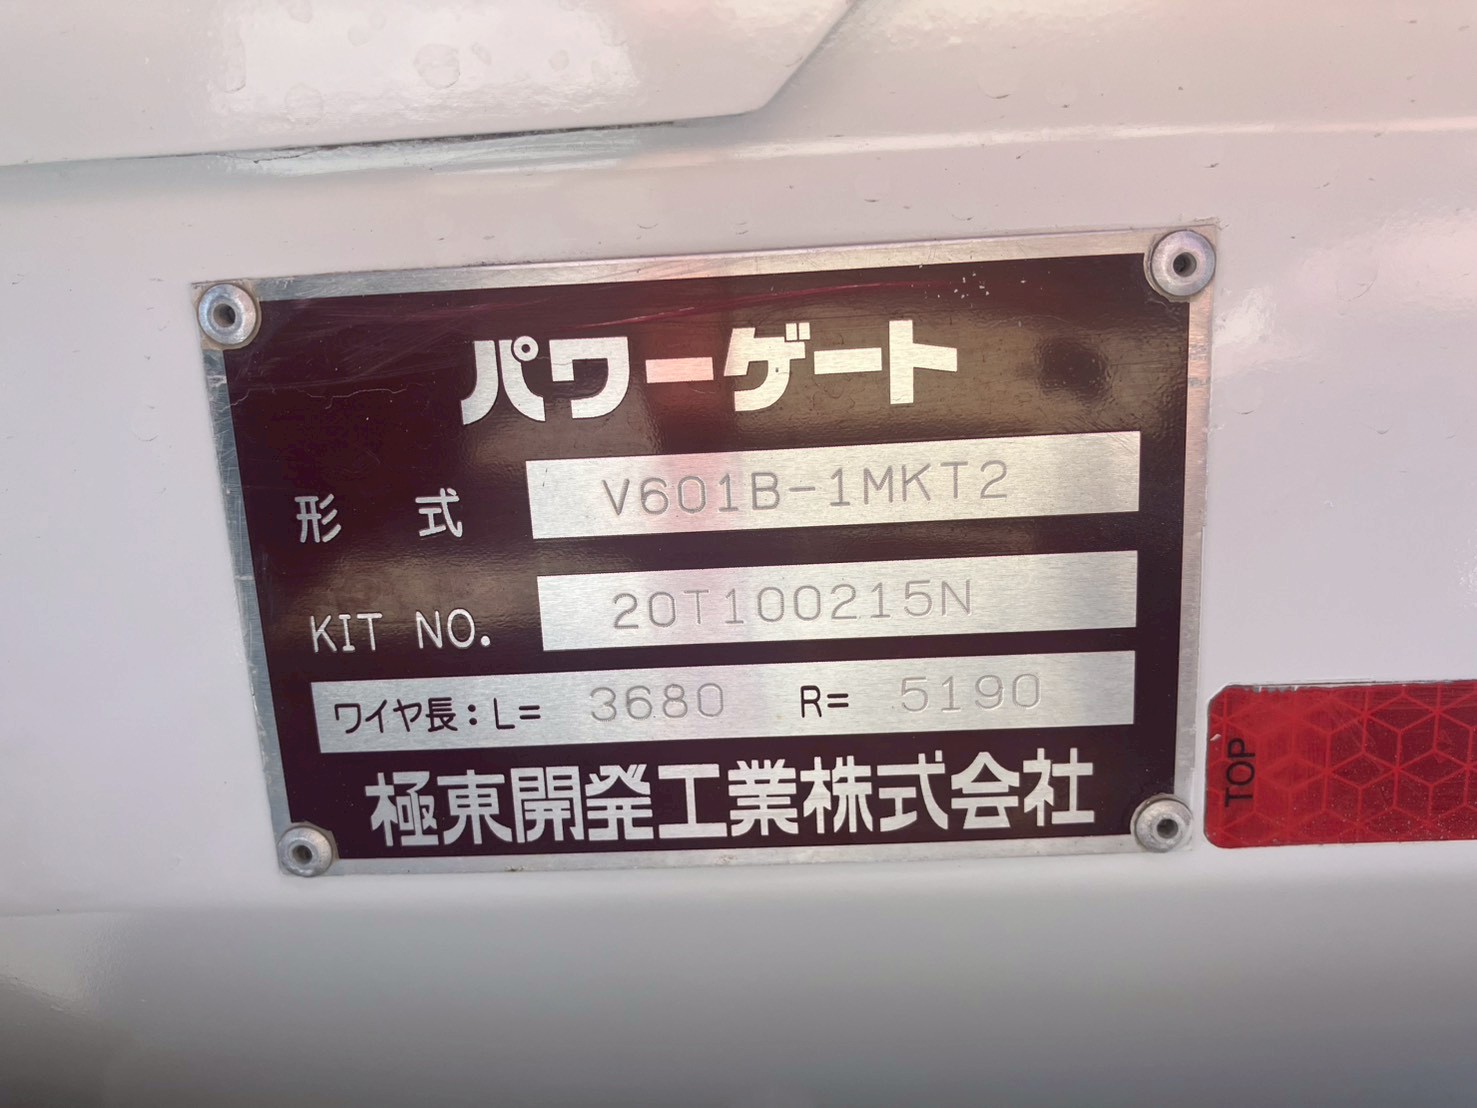 パワーゲート
形式 V601B-1MKT2
KIT NO. 20T100215N
ワイヤ長：L= 3680 R= 5190
極東開発工業株式会社
TOP